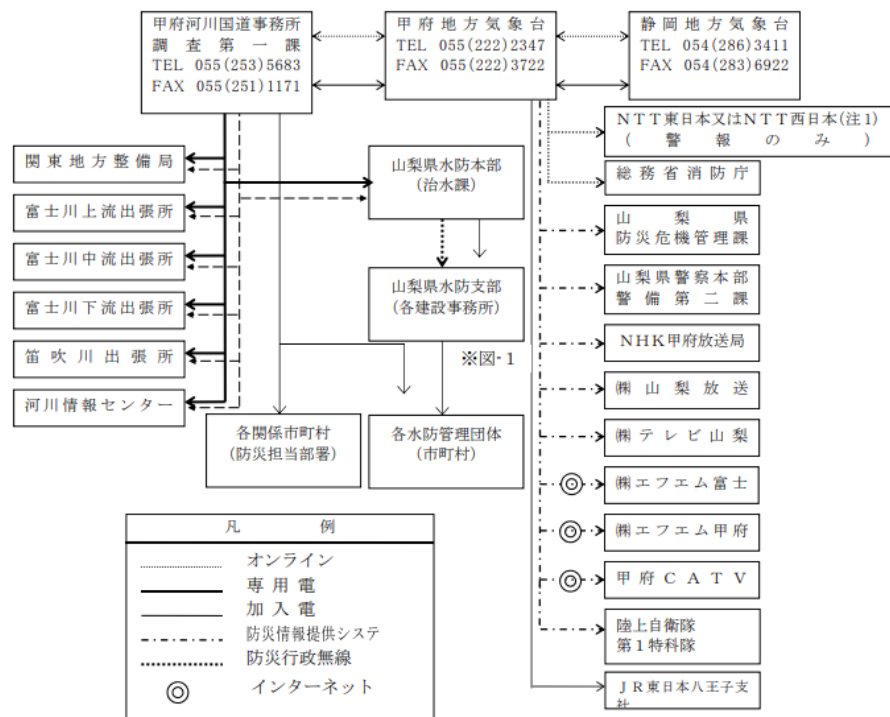 甲府河川国道事務所
調査第一課
TEL 055(253)5683
FAX 055(251)1171
甲府地方気象台
TEL 055(222)2347
FAX 055(222)3722
静岡地方気象台
TEL 054(286)3411
FAX 054(283)6922
NTT東日本又はNTT西日本(注1)
(警報のみ)
総務省消防庁
山梨県
防災危機管理課
山梨県警察本部
警備第二課
NHK甲府放送局
㈱山梨放送
㈱テレビ山梨
㈱エフエム富士
㈱エフエム甲府
甲府CATV
陸上自衛隊
第1特科隊
JR東日本八王子支
社
関東地方整備局
富士川上流出張所
富士川中流出張所
富士川下流出張所
笛吹川出張所
河川情報センター
山梨県水防本部
(治水課)
山梨県水防支部
(各建設事務所)
※図-1
各関係市町村
(防災担当部署)
各水防管理団体
(市町村)
凡例
オンライン
専用電
加入電
防災情報提供システ
防災行政無線
インターネット